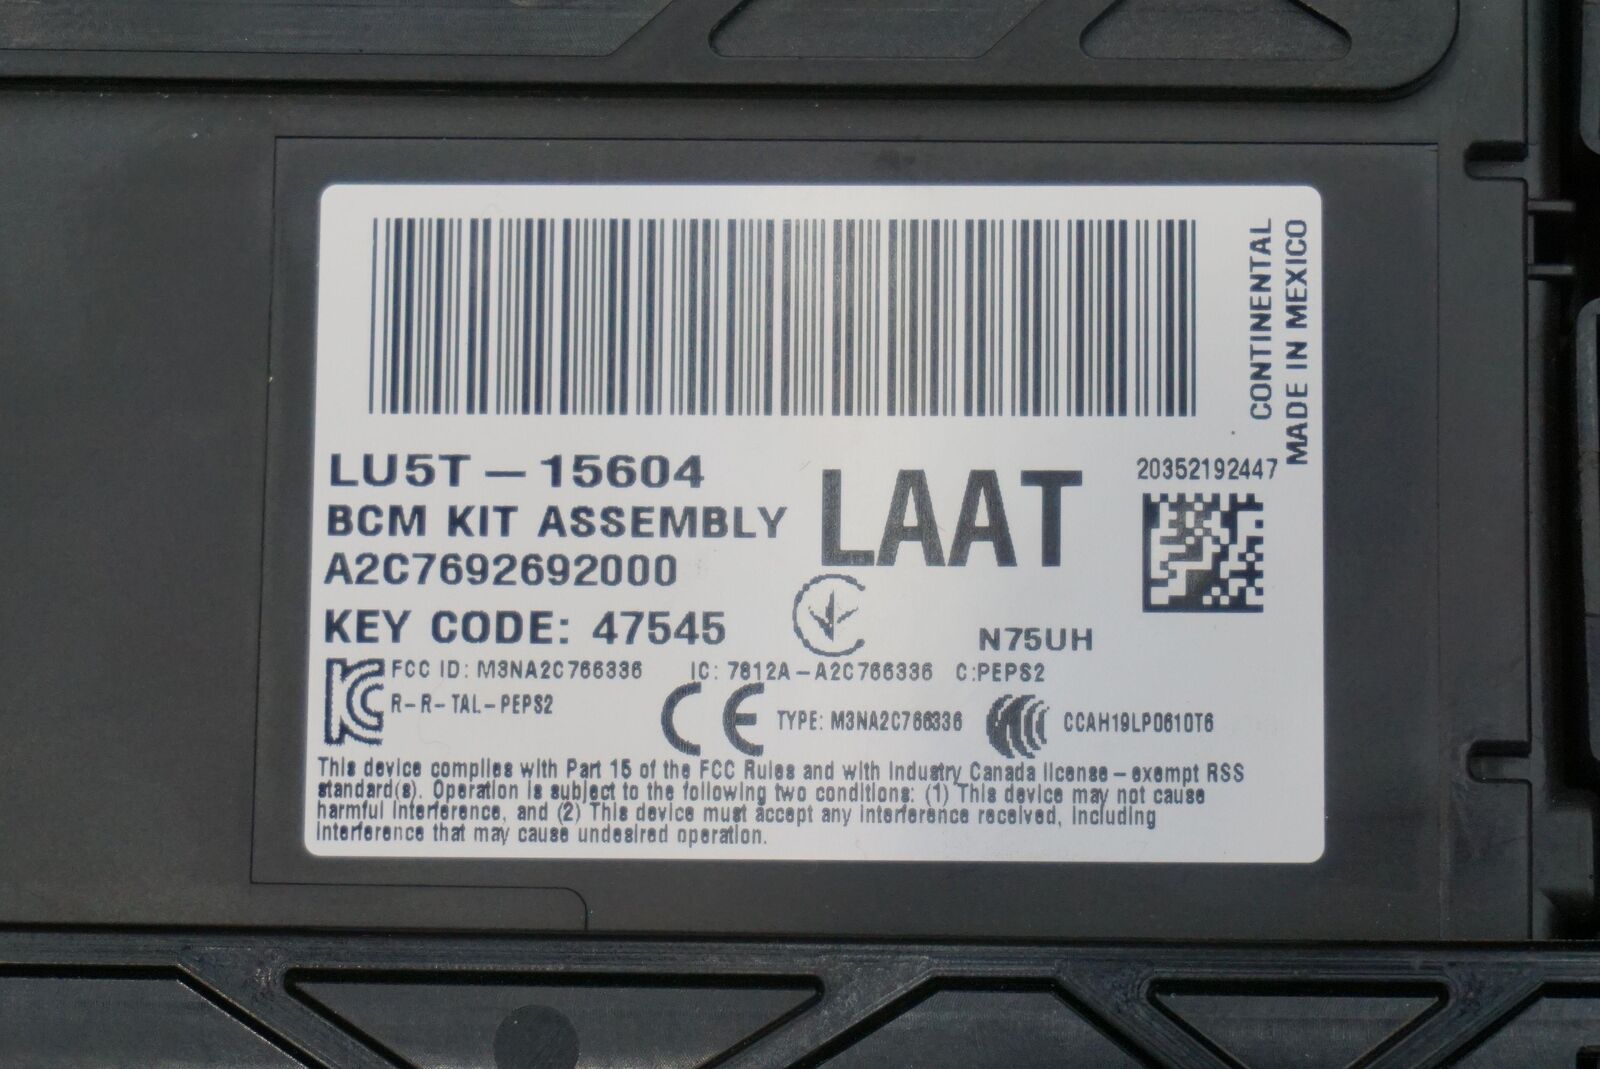 CONTINENTAL
MADE IN MEXICO
LU5T - 15604
BCM KIT ASSEMBLY
LAAT
20352192447
A2C7692692000
KEY CODE: 47545
N75UH
FCC ID: M3NA2C766336 IC: 7812A-A2C766336 C:PEPS2
R-R-TAL-PEPS2
CE TYPE: M3NA2C766336 CCAH19LP0610T6
This device complies with Part 15 of the FCC Rules and with Industry Canada license-exempt RSS
standard(s). Operation is subject to the following two conditions: (1) This device may not cause
harmful interference, and (2) This device must accept any interference received, including
interference that may cause undesired operation.